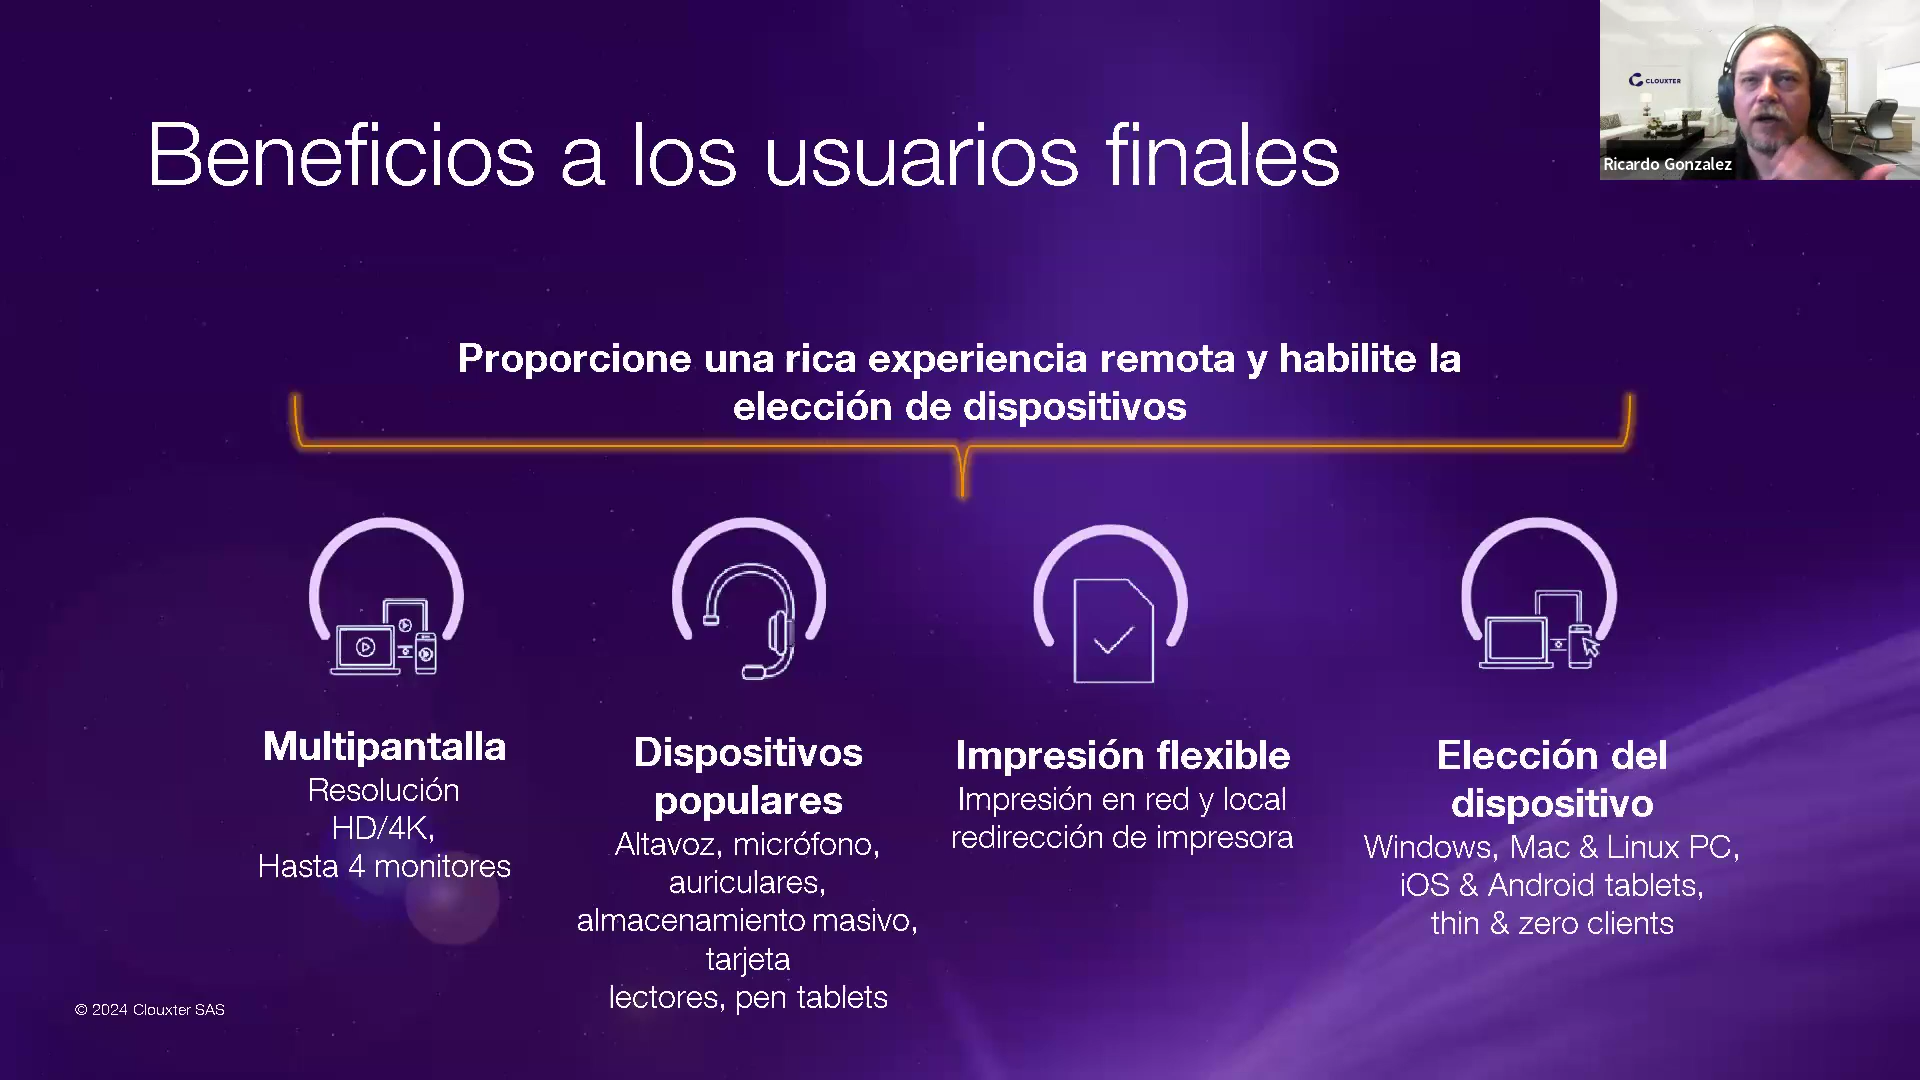 Beneficios a los usuarios finales
CLOUXTER
Ricardo Gonzalez
Proporcione una rica experiencia remota y habilite la
elección de dispositivos
Multipantalla
Resolución
HD/4K,
Hasta 4 monitores
Dispositivos
populares
Altavoz, micrófono,
auriculares,
almacenamiento masivo,
tarjeta
lectores, pen tablets
Impresión flexible
Impresión en red y local
redirección de impresora
Elección del
dispositivo
Windows, Mac & Linux PC,
iOS & Android tablets,
thin & zero clients
© 2024 Clouxter SAS